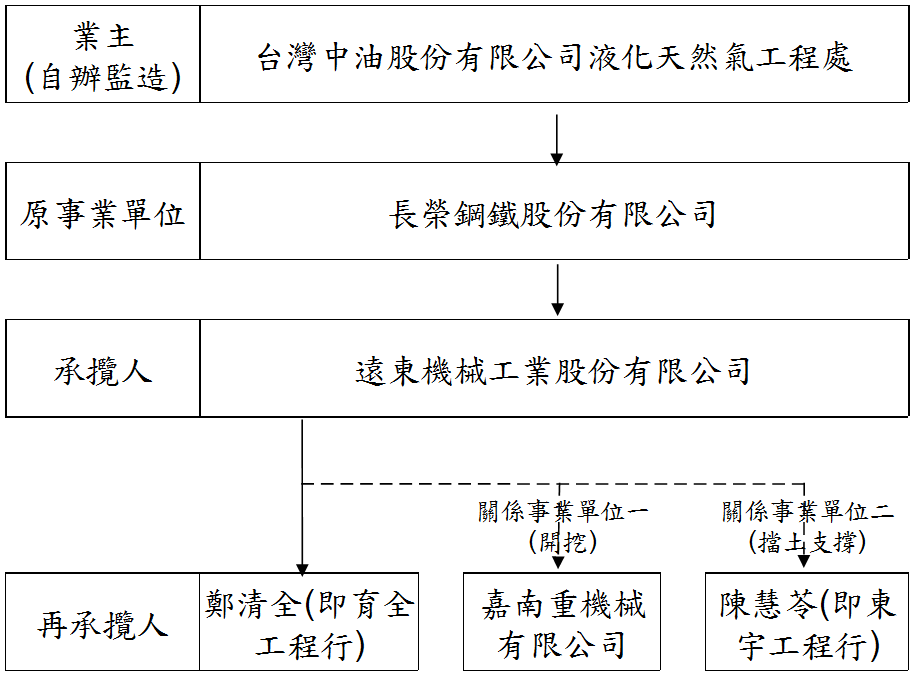 業主
(自辦監造)
台灣中油股份有限公司液化天然氣工程處
原事業單位
長榮鋼鐵股份有限公司
承攬人
遠東機械工業股份有限公司
關係事業單位一
(開挖)
關係事業單位二
(擋土支撐)
再承攬人
鄭清全(即育全
工程行)
嘉南重機械
有限公司
陳慧苓(即東
宇工程行)